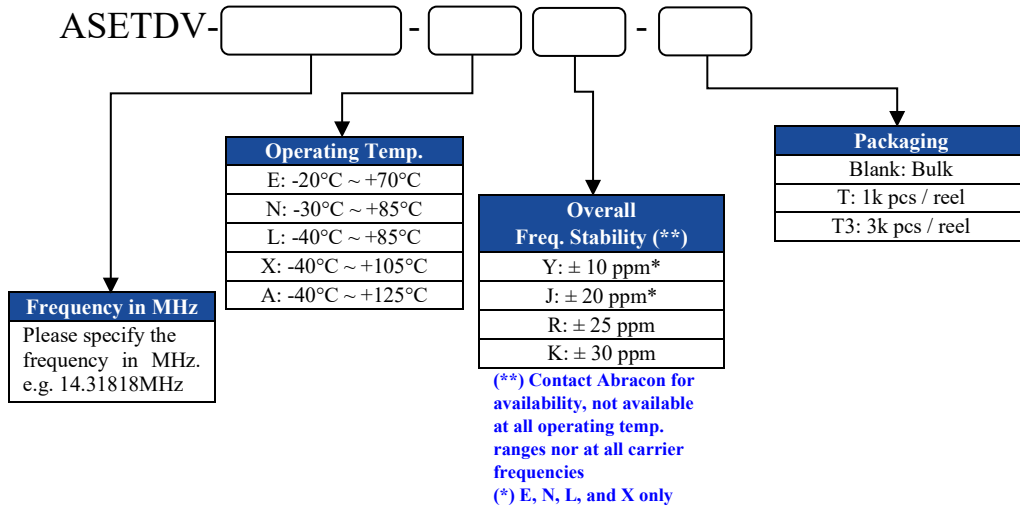 ASETDV- - -
Operating Temp.
E: -20°C ~ +70°C
N: -30°C ~ +85°C
L: -40°C ~ +85°C
X: -40°C ~ +105°C
A: -40°C ~ +125°C
Packaging
Blank: Bulk
T: 1k pcs / reel
T3: 3k pcs / reel
Overall
Freq. Stability (**)
Y: ± 10 ppm*
J: ± 20 ppm*
R: ± 25 ppm
K: ± 30 ppm
(**) Contact Abracon for
availability, not available
at all operating temp.
ranges nor at all carrier
frequencies
(*) E, N, L, and X only
Frequency in MHz
Please specify the
frequency in MHz.
e.g. 14.31818MHz